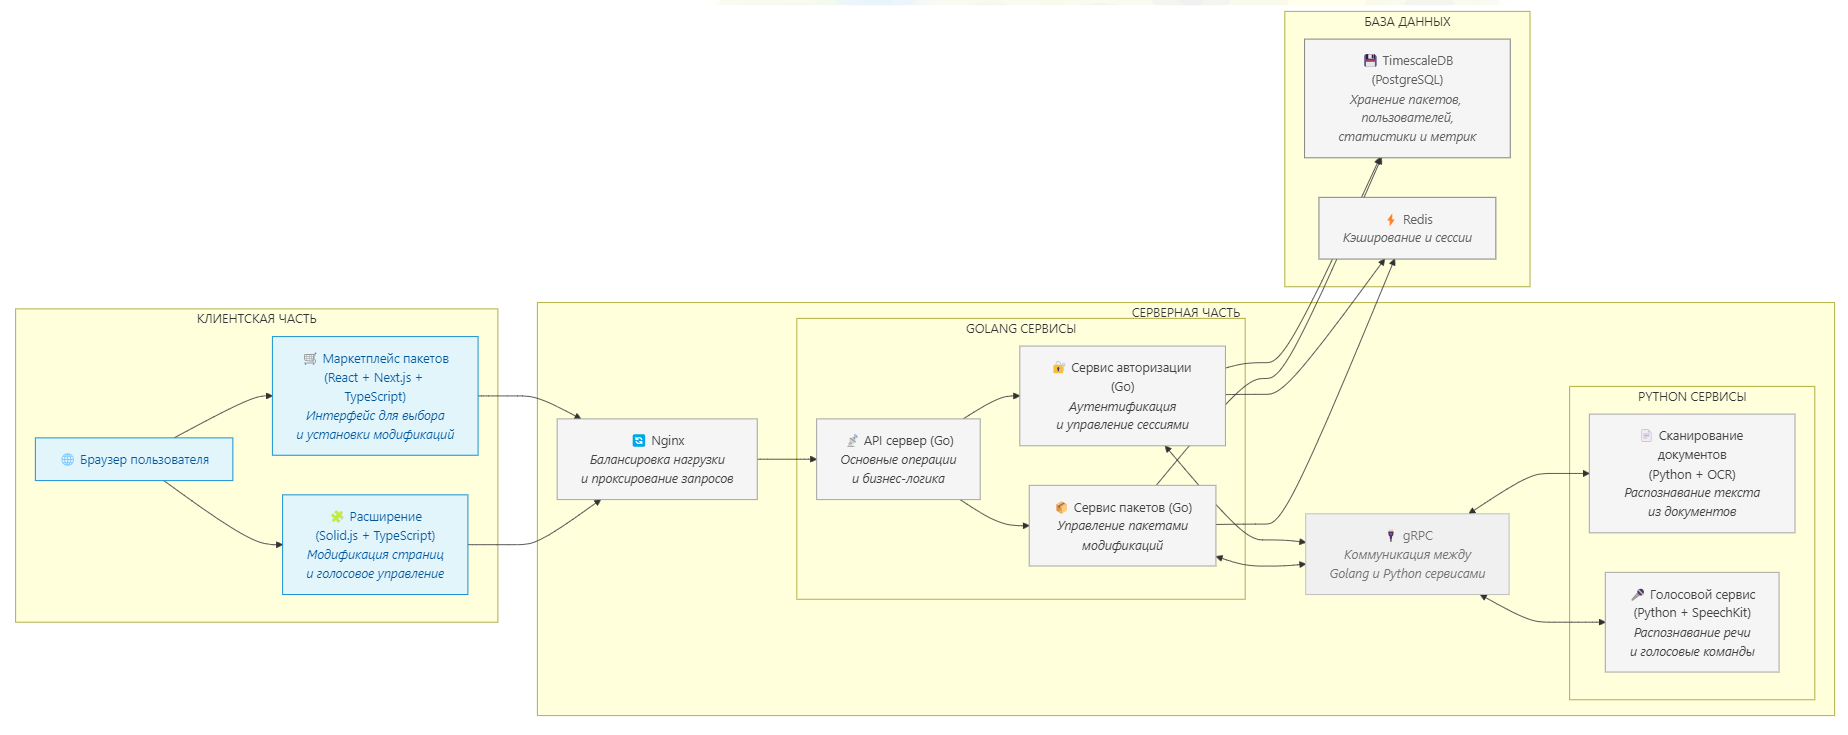 БАЗА ДАННЫХ
TimescaleDB
(PostgreSQL)
Хранение пакетов,
пользователей,
статистики и метрик
Redis
Кэширование и сессии
КЛИЕНТСКАЯ ЧАСТЬ
Маркетплейс пакетов
(React + Next.js +
TypeScript)
Интерфейс для выбора
и установки модификаций
Браузер пользователя
Расширение
(Solid.js + TypeScript)
Модификация страниц
и голосовое управление
СЕРВЕРНАЯ ЧАСТЬ
Nginx
Балансировка нагрузки
и проксирование запросов
GOLANG СЕРВИСЫ
API сервер (Go)
Основные операции
и бизнес-логика
Сервис авторизации
(Go)
Аутентификация
и управление сессиями
Сервис пакетов (Go)
Управление пакетами
модификаций
gRPC
Коммуникация между
Golang и Python сервисами
PYTHON СЕРВИСЫ
Сканирование
документов
(Python + OCR)
Распознавание текста
из документов
Голосовой сервис
(Python + SpeechKit)
Распознавание речи
и голосовые команды